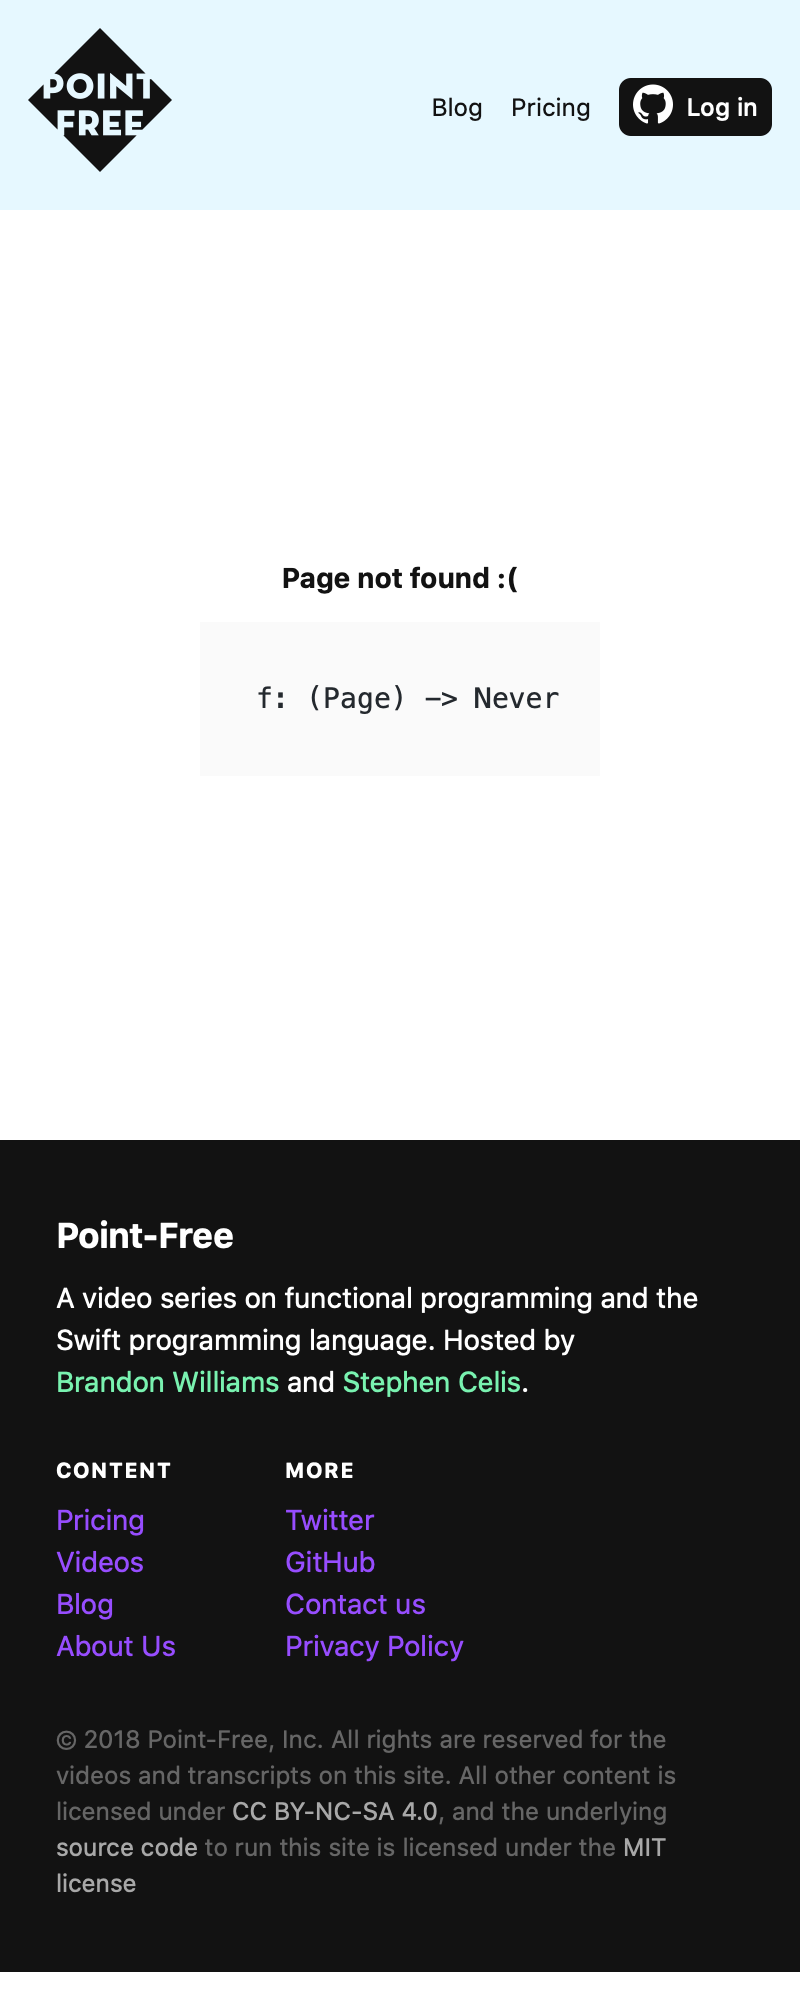 POINT
FREE
Blog Pricing Log in
Page not found :(
f: (Page) -> Never
Point-Free
A video series on functional programming and the
Swift programming language. Hosted by
Brandon Williams and Stephen Celis.
CONTENT
Pricing
Videos
Blog
About Us
MORE
Twitter
GitHub
Contact us
Privacy Policy
© 2018 Point-Free, Inc. All rights are reserved for the
videos and transcripts on this site. All other content is
licensed under CC BY-NC-SA 4.0, and the underlying
source code to run this site is licensed under the MIT
license